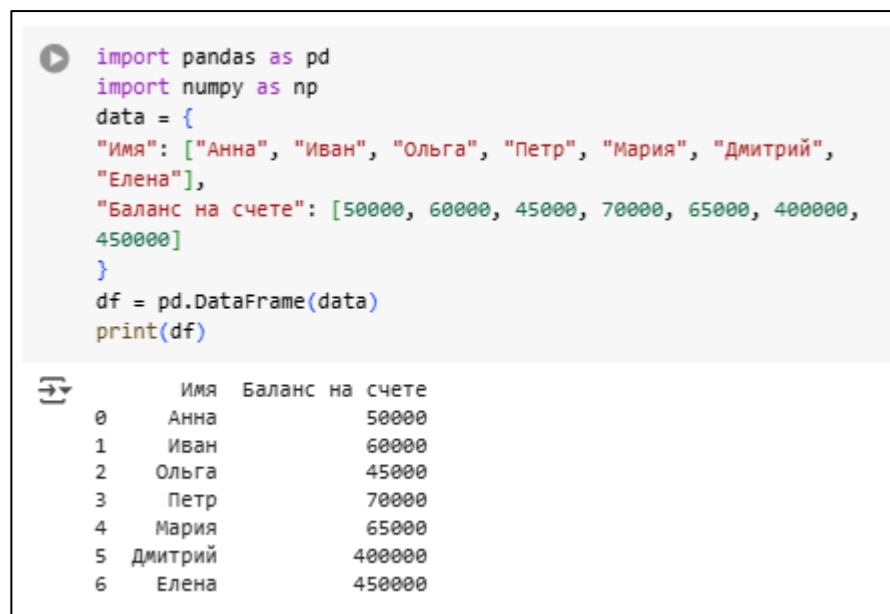 import pandas as pd
import numpy as np
data = {
"Имя": ["Анна", "Иван", "Ольга", "Петр", "Мария", "Дмитрий",
"Елена"],
"Баланс на счете": [50000, 60000, 45000, 70000, 65000, 400000,
450000]
}
df = pd.DataFrame(data)
print(df)
Имя Баланс на счете
0 Анна 50000
1 Иван 60000
2 Ольга 45000
3 Петр 70000
4 Мария 65000
5 Дмитрий 400000
6 Елена 450000